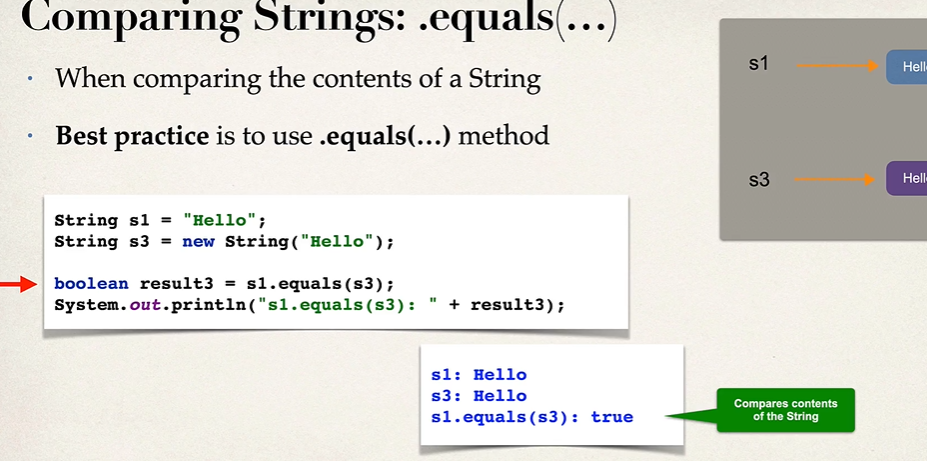 Comparing Strings: .equals(...)
• When comparing the contents of a String
• Best practice is to use .equals(...) method
String s1 = "Hello";
String s3 = new String("Hello");
boolean result3 = s1.equals(s3);
System.out.println("s1.equals(s3): " + result3);
s1: Hello
s3: Hello
s1.equals(s3): true
Compares contents
of the String
s1
s3